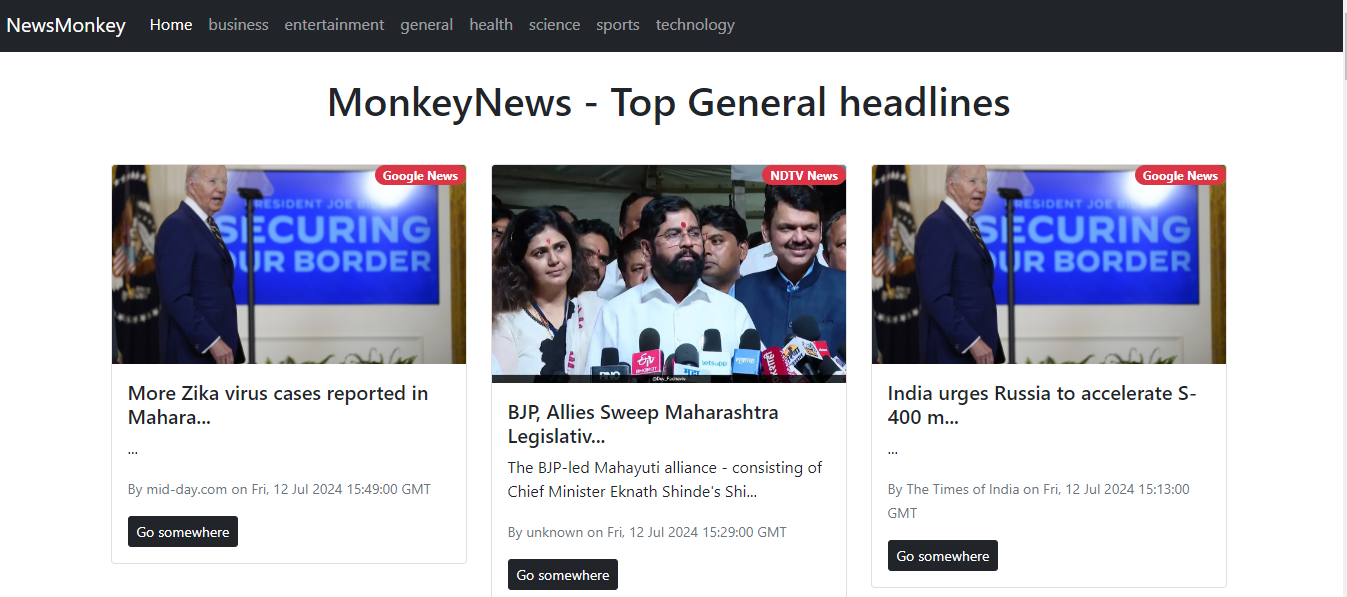 NewsMonkey Home business entertainment general health science sports technology
MonkeyNews - Top General headlines
Google News
PRESIDENT JOE BI
SECURING
OUR BORDER
More Zika virus cases reported in
Mahara...
...
By mid-day.com on Fri, 12 Jul 2024 15:49:00 GMT
Go somewhere
NDTV News
BJP, Allies Sweep Maharashtra
Legislativ...
The BJP-led Mahayuti alliance - consisting of
Chief Minister Eknath Shinde's Shi...
By unknown on Fri, 12 Jul 2024 15:29:00 GMT
Go somewhere
Google News
PRESIDENT JOE BI
SECURING
OUR BORDER
India urges Russia to accelerate S-
400 m...
...
By The Times of India on Fri, 12 Jul 2024 15:13:00
GMT
Go somewhere